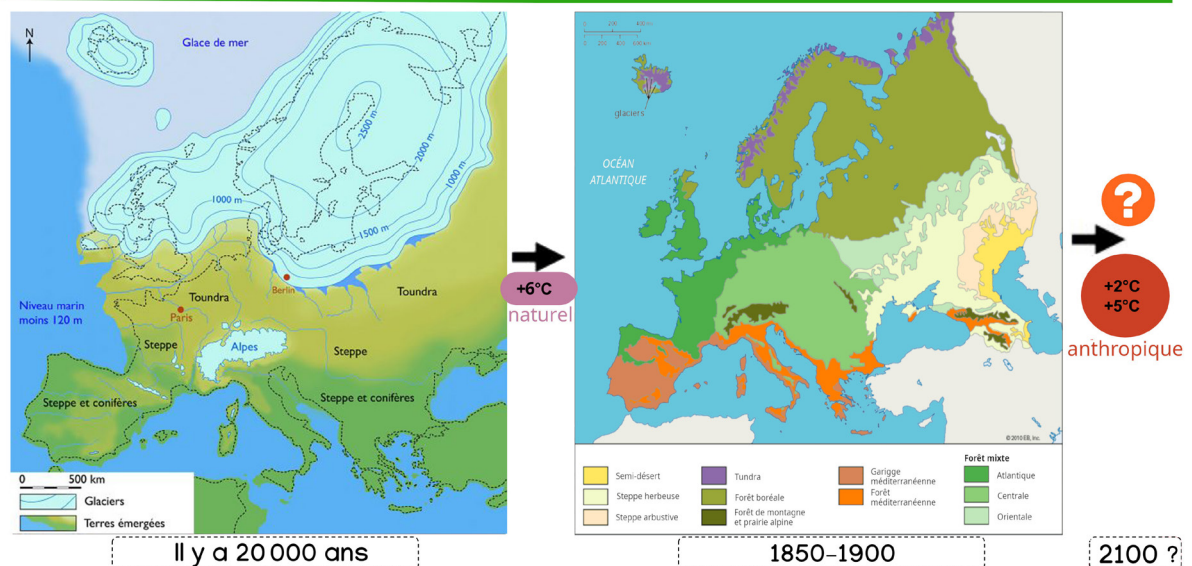 N
Glace de mer
2500 m
2000 m
1000 m
1000 m
1500 m
Berlin
Toundra
Toundra
Paris
Niveau marin
moins 120 m
Steppe
Alpes
Steppe
Steppe et conifères
Steppe et conifères
0 500 km
Glaciers
Terres émergées
Il y a 20 000 ans
+6°C
naturel
glaciers
OCÉAN
ATLANTIQUE
© 2010 EB, Inc.
Semi-désert
Steppe herbeuse
Steppe arbustive
Tundra
Forêt boréale
Forêt de montagne
et prairie alpine
Garigge
méditerranéenne
Forêt
méditerranéenne
Forêt mixte
Atlantique
Centrale
Orientale
1850-1900
?
+2°C
+5°C
anthropique
2100 ?